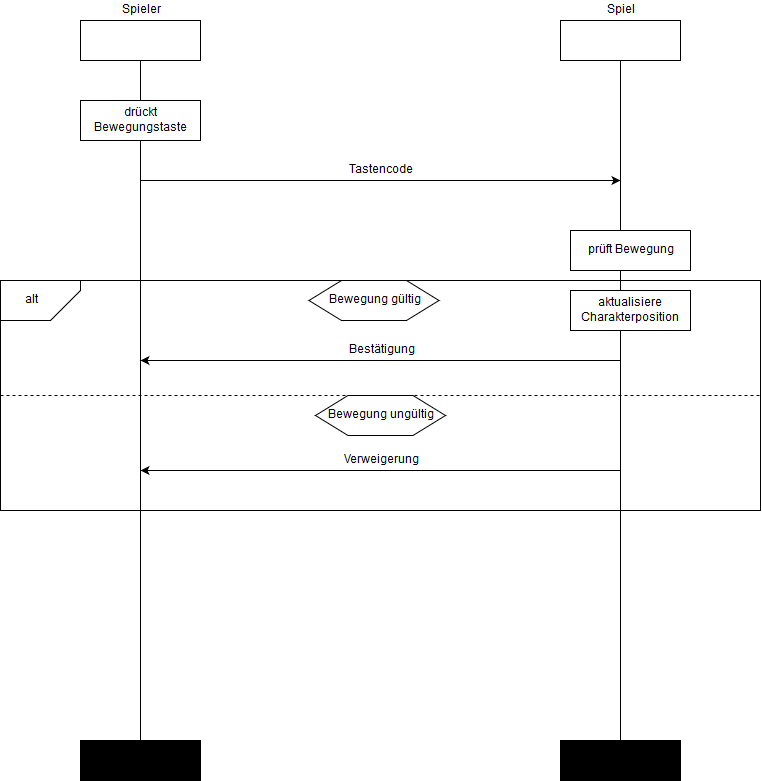 Spieler
Spiel
drückt
Bewegungstaste
Tastencode
prüft Bewegung
alt
Bewegung gültig
aktualisiere
Charakterposition
Bestätigung
Bewegung ungültig
Verweigerung